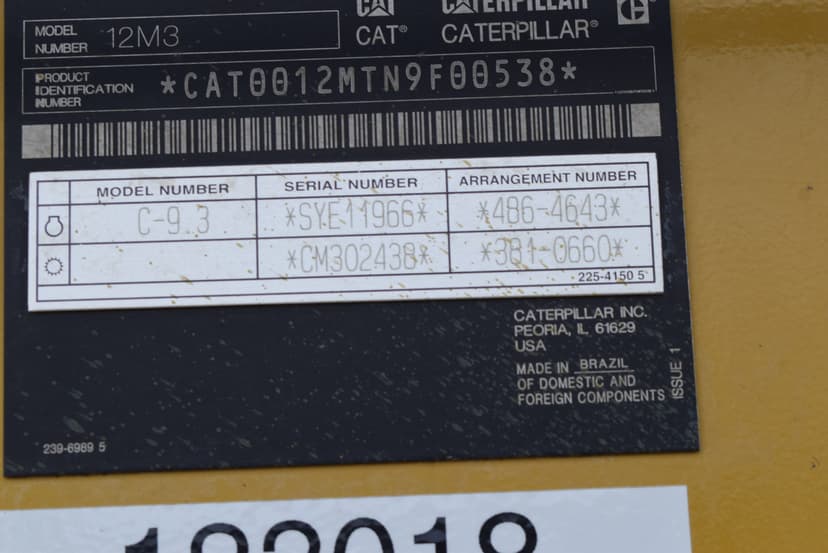 CAT CATERPILLAR
MODEL NUMBER 12M3
CAT® CATERPILLAR®
PRODUCT IDENTIFICATION NUMBER *CAT0012MTN9F00538*
MODEL NUMBER SERIAL NUMBER ARRANGEMENT NUMBER
C-9.3 *SYE11966* *486-4643*
*CM302438* *381-0660*
225-4150 5
CATERPILLAR INC.
PEORIA, IL 61629
USA
MADE IN BRAZIL
OF DOMESTIC AND
FOREIGN COMPONENTS
ISSUE 1
239-6989 5